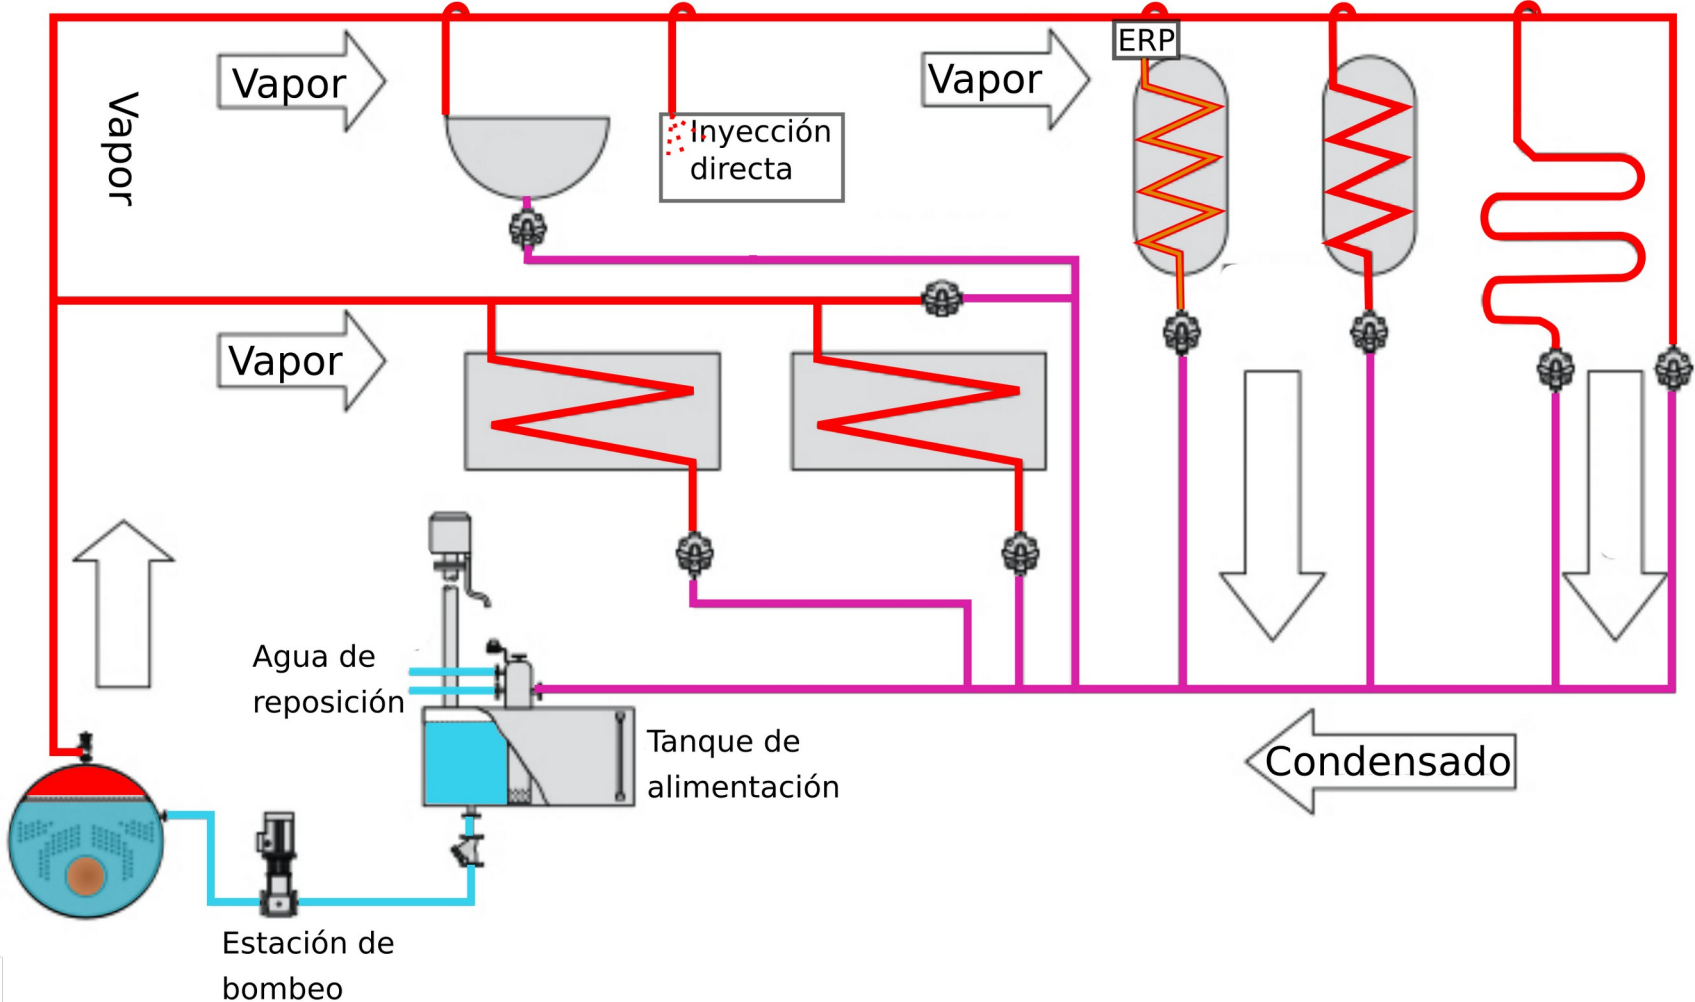 ERP
Vapor
Vapor
Vapor
Inyección
directa
Vapor
Agua de
reposición
Tanque de
alimentación
Condensado
Estación de
bombeo